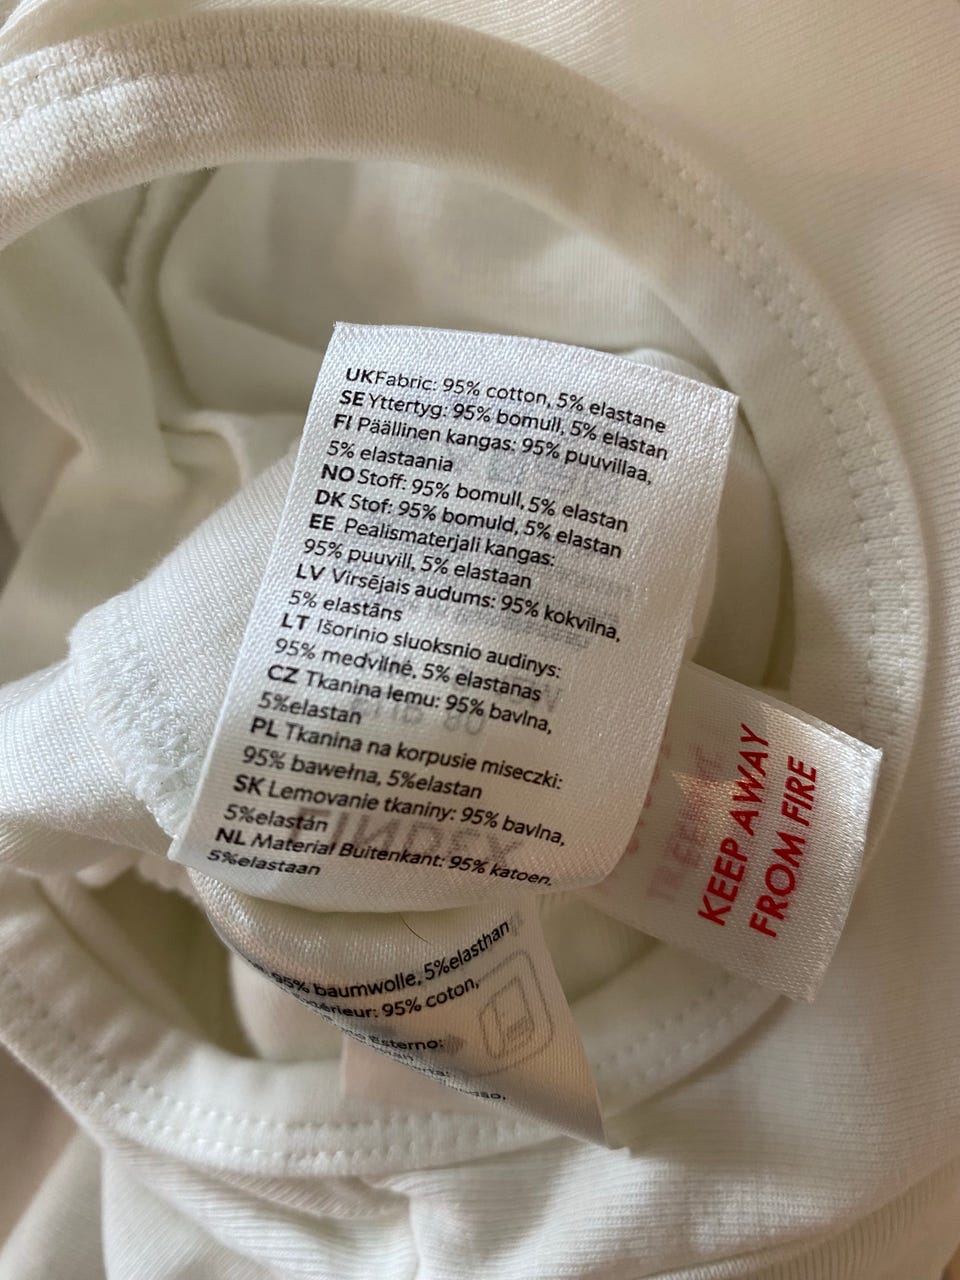 UKFabric: 95% cotton, 5% elastane
SE Yttertyg: 95% bomull, 5% elastan
FI Päällinen kangas: 95% puuvillaa,
5% elastaania
NO Stoff: 95% bomull, 5% elastan
DK Stof: 95% bomuld, 5% elastan
EE Pealismaterjali kangas:
95% puuvill, 5% elastaan
LV Virsējais audums: 95% kokvilna,
5% elastāns
LT Išorinio sluoksnio audinys:
95% medvilnė, 5% elastanas
CZ Tkanina lemu: 95% bavlna,
5%elastan
PL Tkanina na korpusie miseczki:
95% bawełna, 5%elastan
SK Lemovanie tkaniny: 95% bavlna,
5%elastán
NL Material Buitenkant: 95% katoen,
5%elastaan
95% baumwolle, 5%elasthan
95% coton,
Esterno:
KEEP AWAY
FROM FIRE